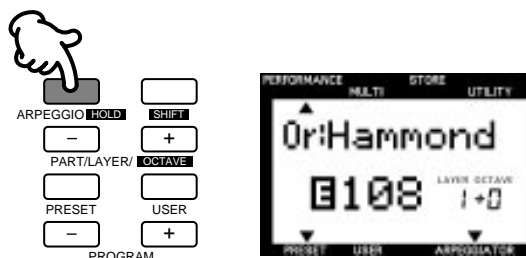 ARPEGGIO HOLD SHIFT
− +
PART/LAYER/ OCTAVE
PRESET USER
− +
PROGRAM
PERFORMANCE STORE
MULTI UTILITY
Or:Hammond
LAYER OCTAVE
E108 1+0
PRESET USER ARPEGGIATOR